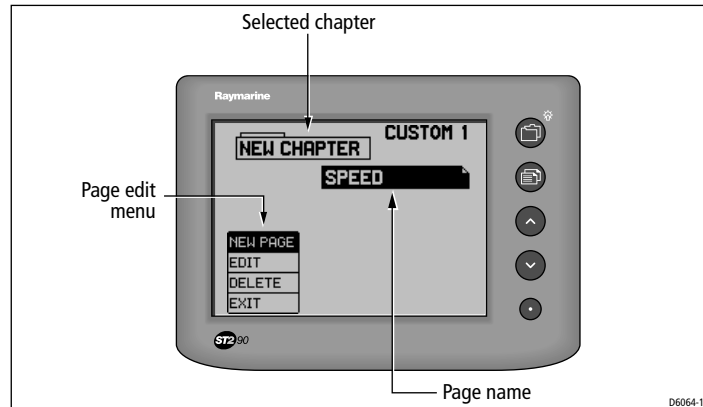 Selected chapter
Raymarine
CUSTOM 1
NEW CHAPTER
SPEED
Page edit
menu
NEW PAGE
EDIT
DELETE
EXIT
ST290
Page name
D6064-1